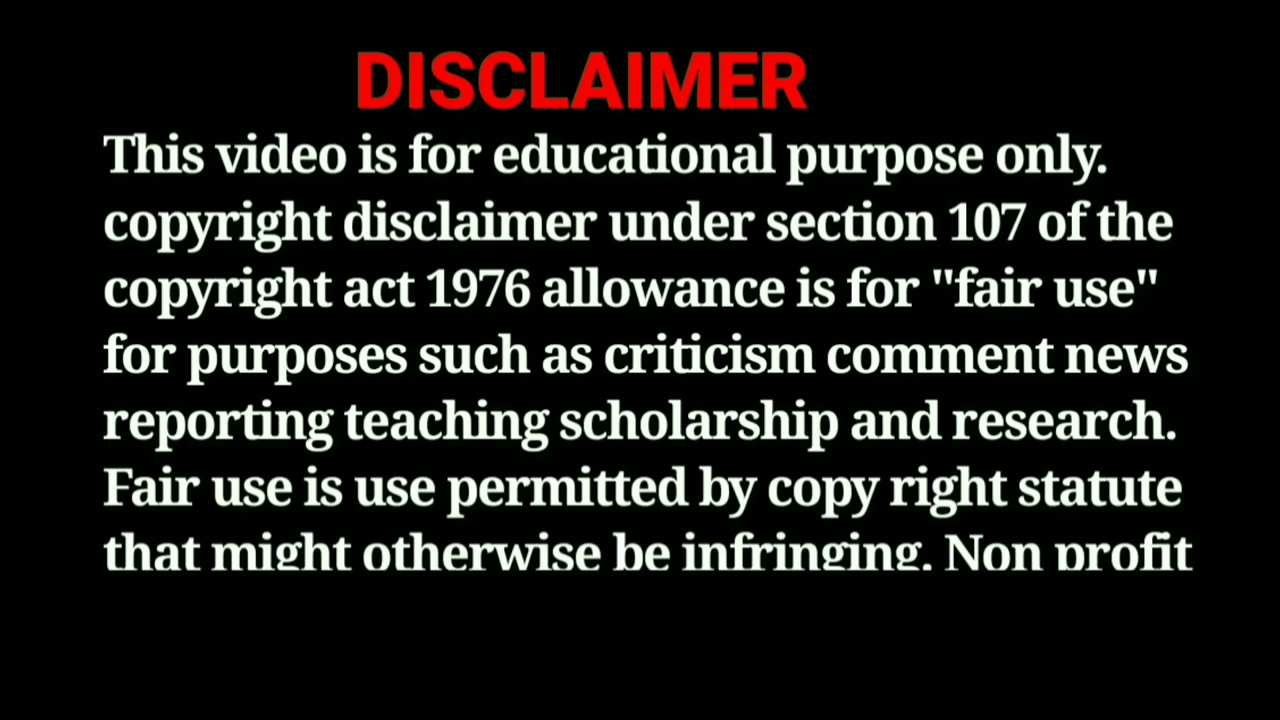 DISCLAIMER
This video is for educational purpose only.
copyright disclaimer under section 107 of the
copyright act 1976 allowance is for "fair use"
for purposes such as criticism comment news
reporting teaching scholarship and research.
Fair use is use permitted by copy right statute
that might otherwise be infringing. Non profit